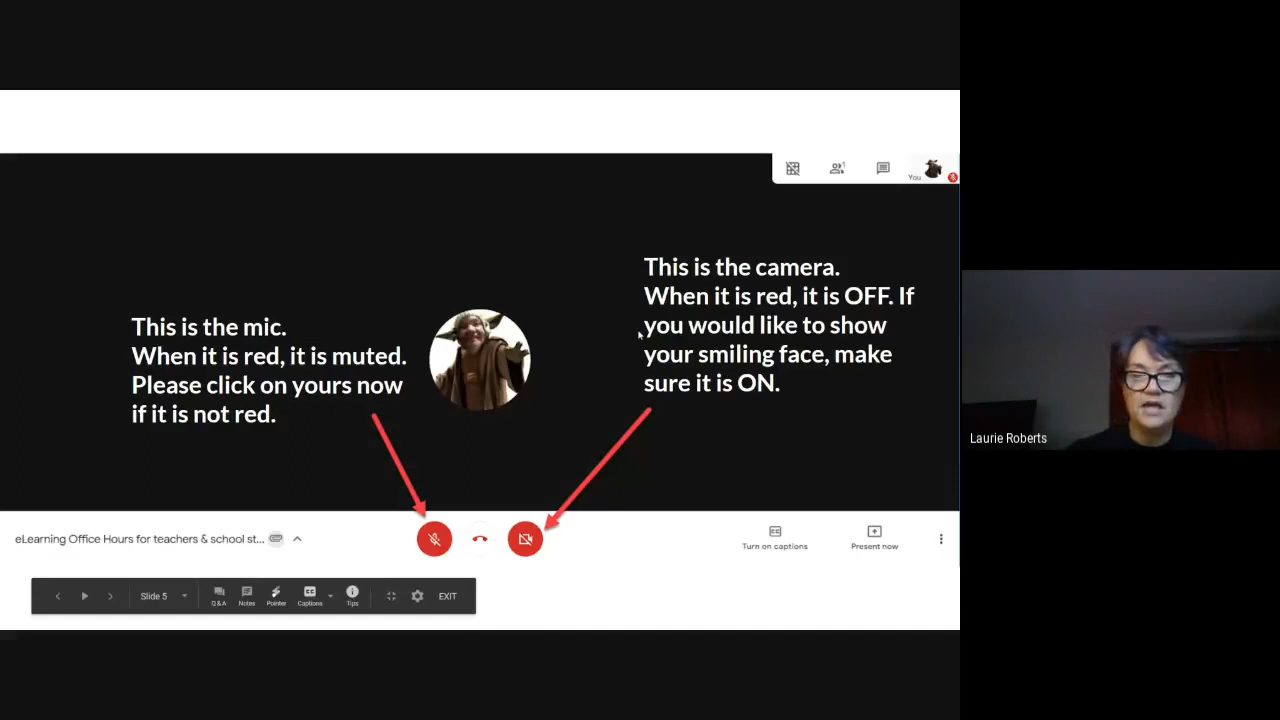 You
This is the camera.
When it is red, it is OFF. If
you would like to show
your smiling face, make
sure it is ON.
This is the mic.
When it is red, it is muted.
Please click on yours now
if it is not red.
Laurie Roberts
eLearning Office Hours for teachers & school st...
Turn on captions
Present now
Slide 5
Q&A
Notes
Pointer
Captions
Tips
EXIT